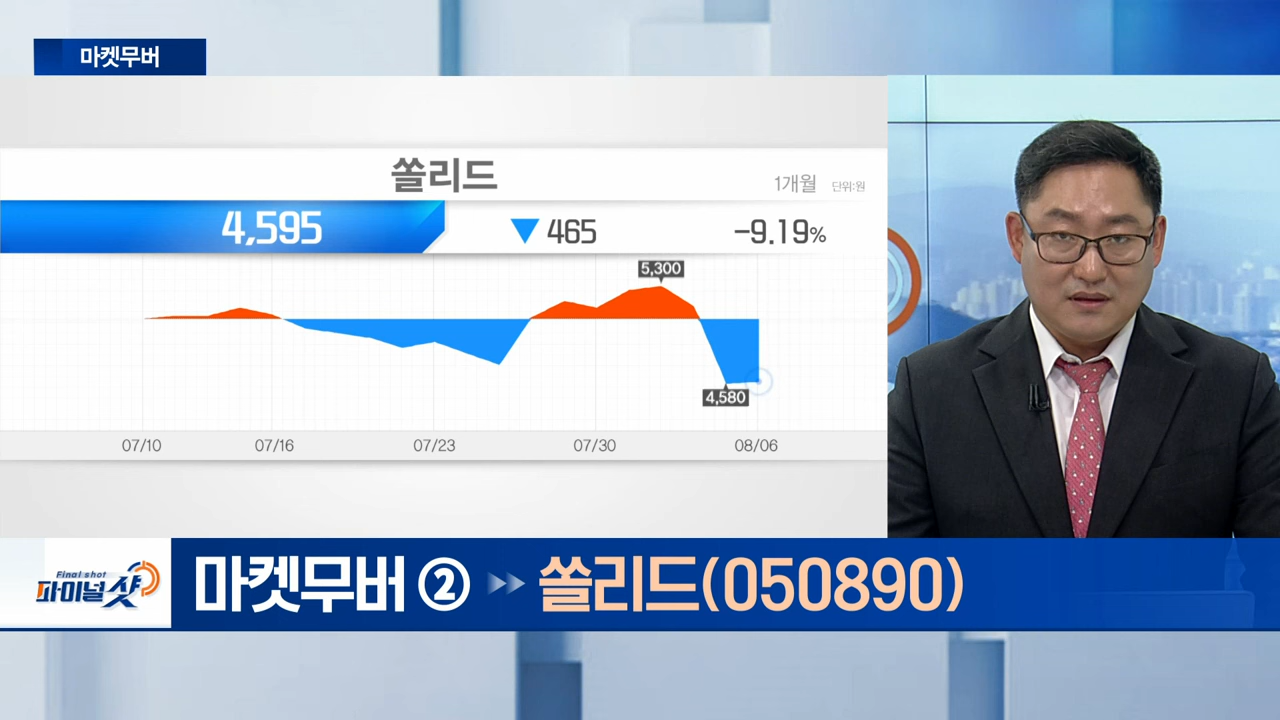 마켓무버
쏠리드
1개월 단위:원
4,595 ▼ 465 -9.19%
5,300
4,580
07/10 07/16 07/23 07/30 08/06
Final shot
파이널샷
마켓무버 ② 쏠리드(050890)